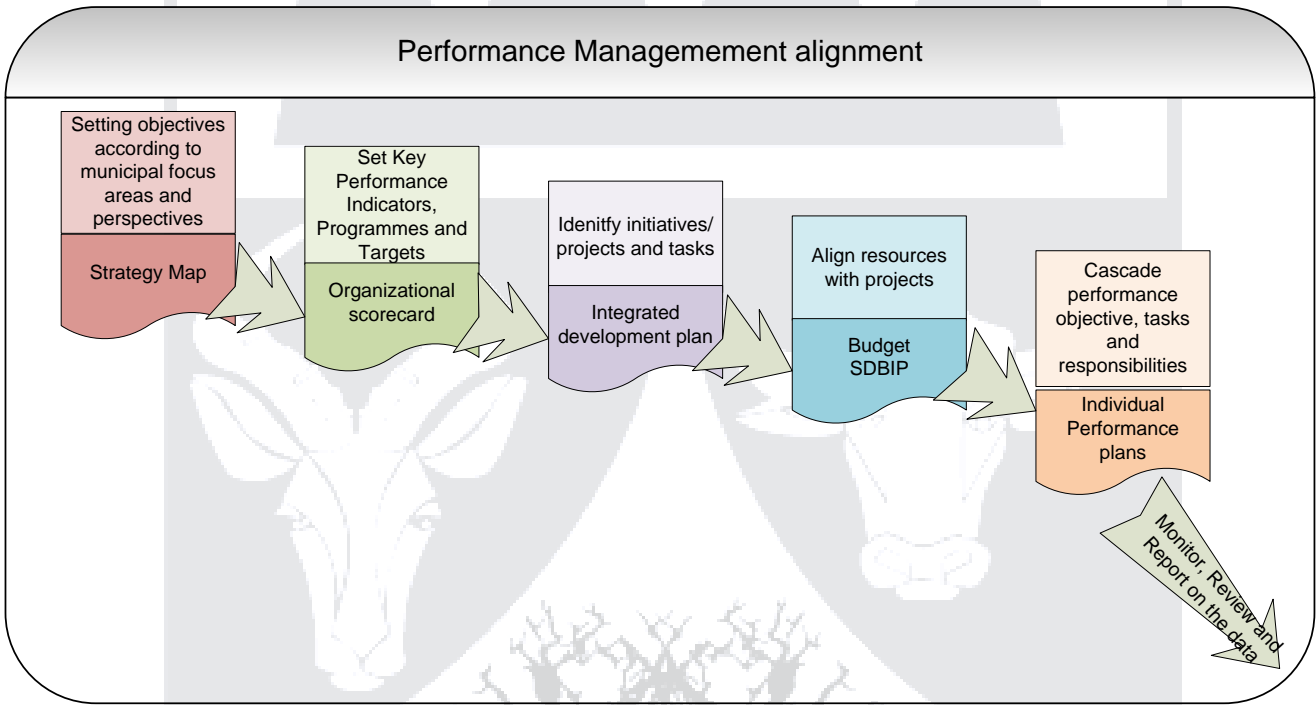 Performance Managemement alignment
Setting objectives
according to
municipal focus
areas and
perspectives
Strategy Map
Set Key
Performance
Indicators,
Programmes and
Targets
Organizational
scorecard
Idenitfy initiatives/
projects and tasks
Integrated
development plan
Align resources
with projects
Budget
SDBIP
Cascade
performance
objective, tasks
and
responsibilities
Individual
Performance
plans
Monitor, Review and
Report on the data